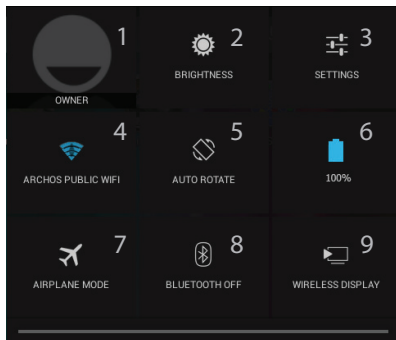 1 2 3
OWNER BRIGHTNESS SETTINGS
4 5 6
ARCHOS PUBLIC WIFI AUTO ROTATE 100%
7 8 9
AIRPLANE MODE BLUETOOTH OFF WIRELESS DISPLAY